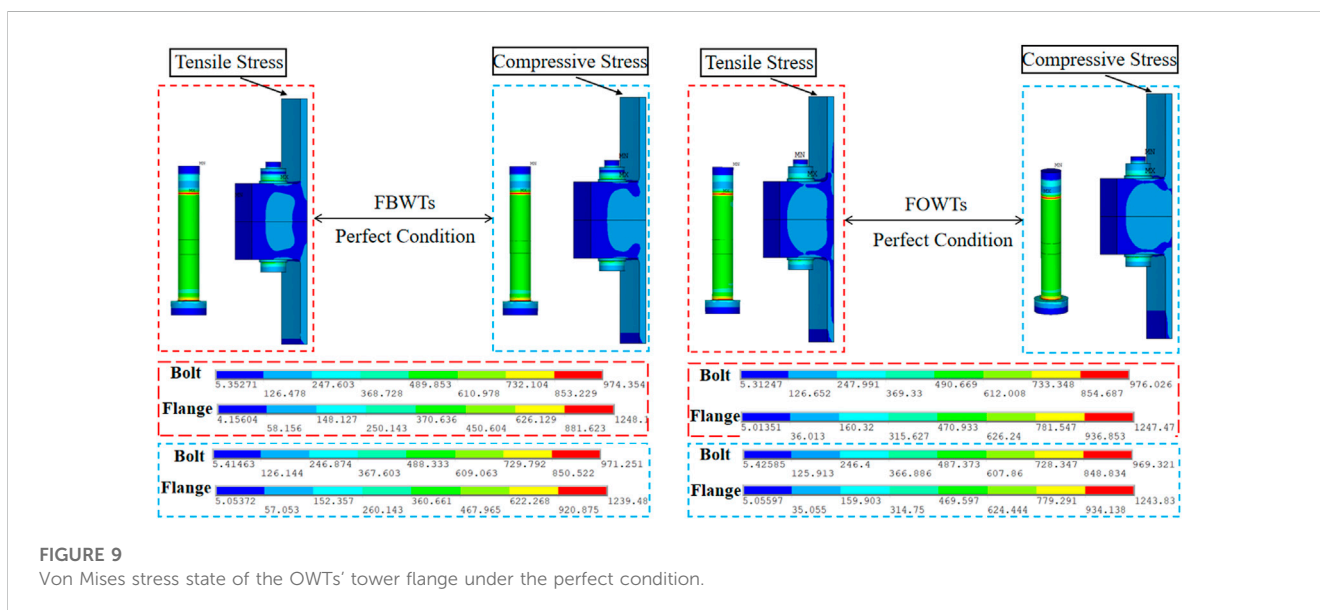 Tensile Stress
Compressive Stress
Tensile Stress
Compressive Stress
MN
MX
MN
MX
MN
MX
MN
MX
FBWTs
Perfect Condition
FOWTs
Perfect Condition
Bolt
5.35271 247.603 489.853 732.104 974.354
126.478 368.728 610.978 853.229
Flange
4.15604 148.127 370.636 626.129 1248.1
58.156 250.143 450.604 881.623
Bolt
5.41463 246.874 488.333 729.792 971.251
126.144 367.603 609.063 850.522
Flange
5.05372 152.357 360.661 622.268 1239.48
57.053 260.143 467.965 920.875
Bolt
5.31247 247.991 490.669 733.348 976.026
126.652 369.33 612.008 854.687
Flange
5.01351 160.32 470.933 781.547 1247.47
36.013 315.627 626.24 936.853
Bolt
5.42585 246.4 487.373 728.347 969.321
125.913 366.886 607.86 848.834
Flange
5.05597 159.903 469.597 779.291 1243.83
35.055 314.75 624.444 934.138
FIGURE 9
Von Mises stress state of the OWTs' tower flange under the perfect condition.